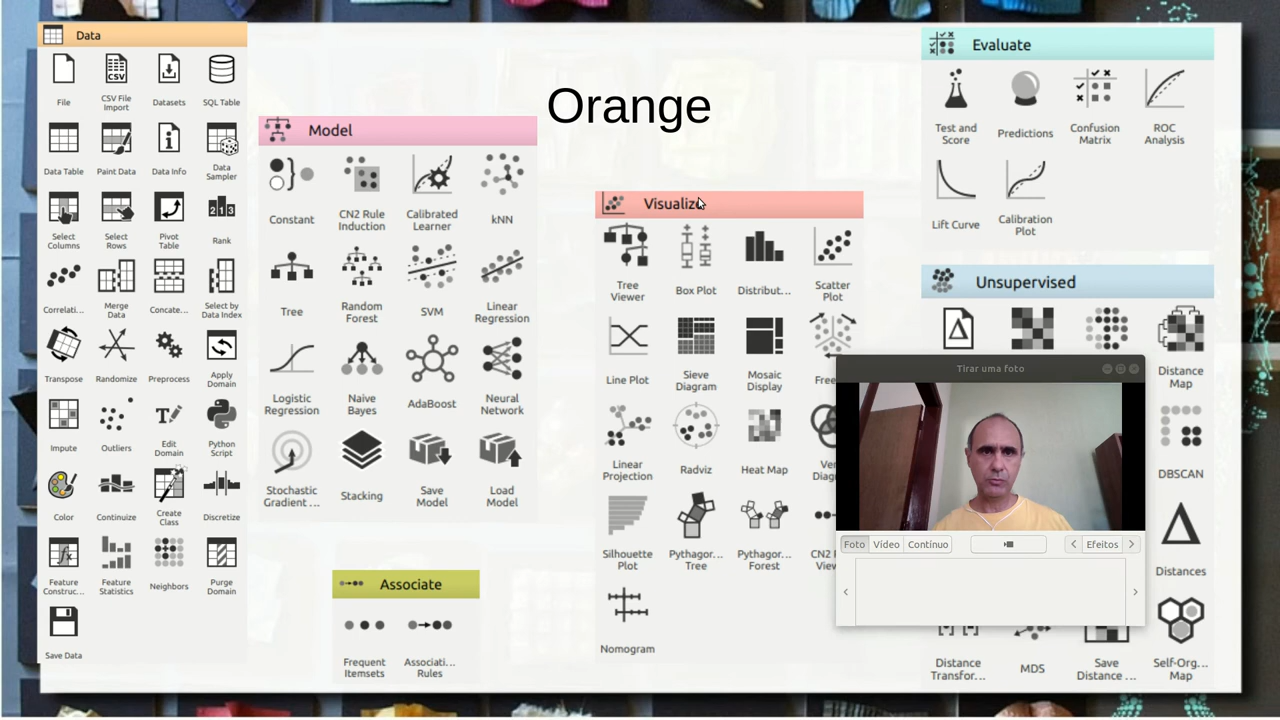 Orange
Data
File
CSV File
Import
Datasets
SQL Table
Data Table
Paint Data
Data Info
Data
Sampler
Select
Columns
Select
Rows
Pivot
Table
Rank
Correlati...
Merge
Data
Concate...
Select by
Data Index
Transpose
Randomize
Preprocess
Apply
Domain
Impute
Outliers
Edit
Domain
Python
Script
Color
Continuize
Create
Class
Discretize
Feature
Construc...
Feature
Statistics
Neighbors
Purge
Domain
Save Data
Model
Constant
CN2 Rule
Induction
Calibrated
Learner
kNN
Tree
Random
Forest
SVM
Linear
Regression
Logistic
Regression
Naive
Bayes
AdaBoost
Neural
Network
Stochastic
Gradient ...
Stacking
Save
Model
Load
Model
Associate
Frequent
Itemsets
Associati...
Rules
Visualize
Tree
Viewer
Box Plot
Distribut...
Scatter
Plot
Line Plot
Sieve
Diagram
Mosaic
Display
Free
Linear
Projection
Radviz
Heat Map
Ven
Diag
Silhouette
Plot
Pythagor...
Tree
Pythagor...
Forest
CN2
View
Nomogram
Evaluate
Test and
Score
Predictions
Confusion
Matrix
ROC
Analysis
Lift Curve
Calibration
Plot
Unsupervised
Distance
Map
DBSCAN
Distances
Distance
Transfor...
MDS
Save
Distance ...
Self-Org...
Map
Tirar uma foto
Foto
Vídeo
Contínuo
Efeitos